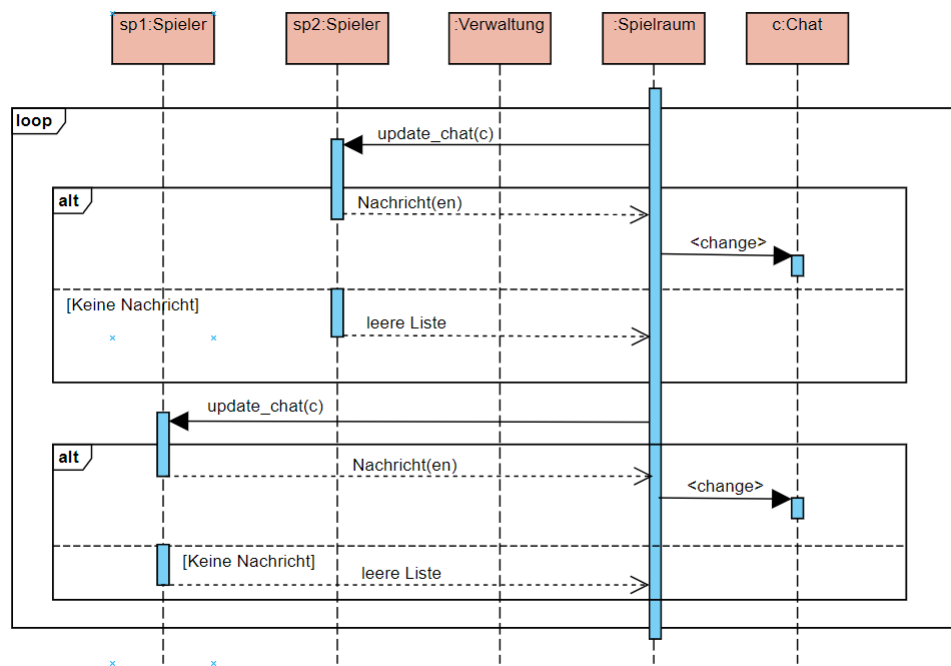 sp1:Spieler
sp2:Spieler
:Verwaltung
:Spielraum
c:Chat
loop
update_chat(c)
alt
Nachricht(en)
<change>
[Keine Nachricht]
leere Liste
update_chat(c)
alt
Nachricht(en)
<change>
[Keine Nachricht]
leere Liste